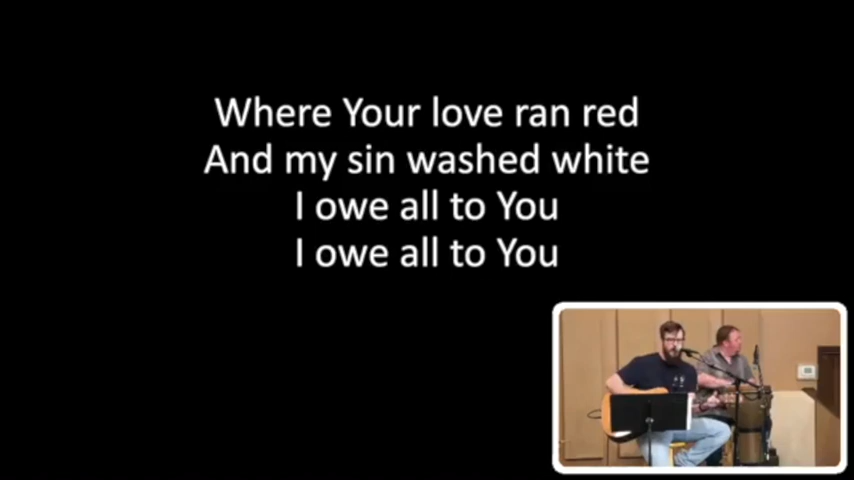 Where Your love ran red
And my sin washed white
I owe all to You
I owe all to You